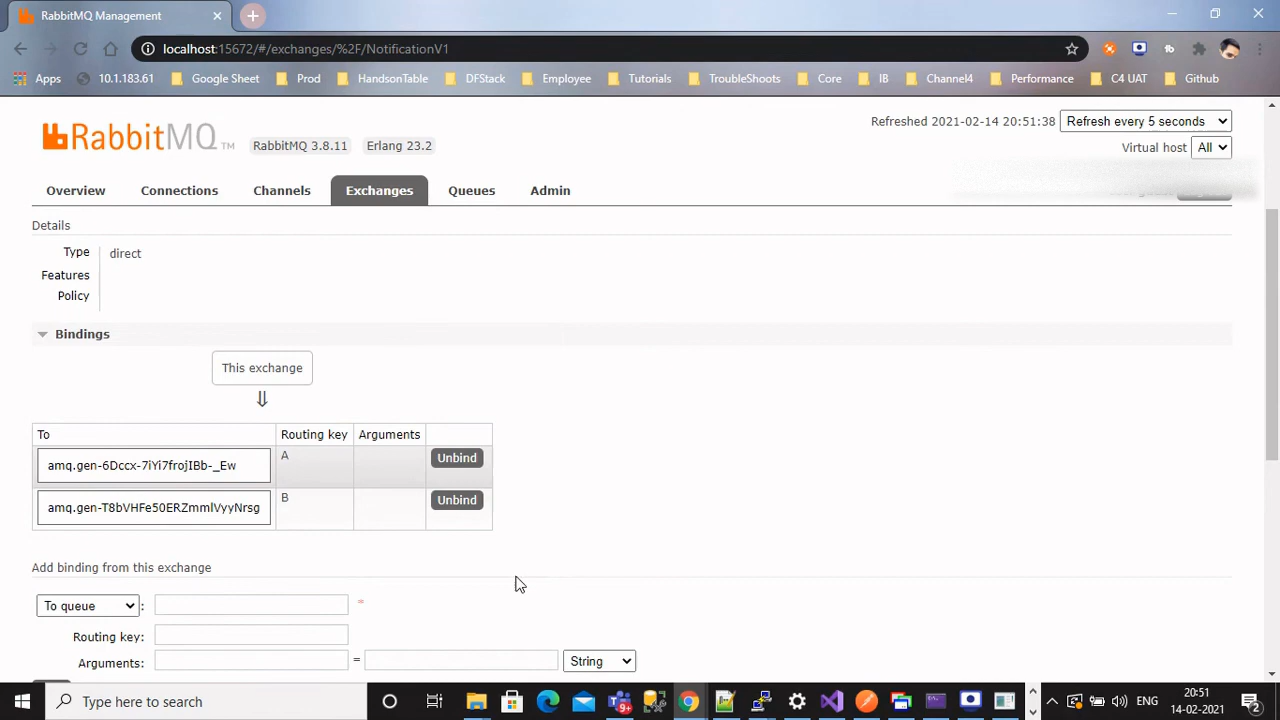 RabbitMQ Management
localhost:15672/#/exchanges/%2F/NotificationV1
Apps 10.1.183.61 Google Sheet Prod HandsonTable DFStack Employee Tutorials TroubleShoots Core IB Channel4 Performance C4 UAT Github
Refreshed 2021-02-14 20:51:38 Refresh every 5 seconds
RabbitMQ TM RabbitMQ 3.8.11 Erlang 23.2
Virtual host All
Overview Connections Channels Exchanges Queues Admin
Details
Type direct
Features
Policy
Bindings
This exchange
⇓
To Routing key Arguments
amq.gen-6Dccx-7iYi7frojIBb-_Ew A Unbind
amq.gen-T8bVHFe50ERZmmlVyyNrsg B Unbind
Add binding from this exchange
To queue : *
Routing key:
Arguments: = String
Type here to search
ENG
20:51
14-02-2021
9+
2